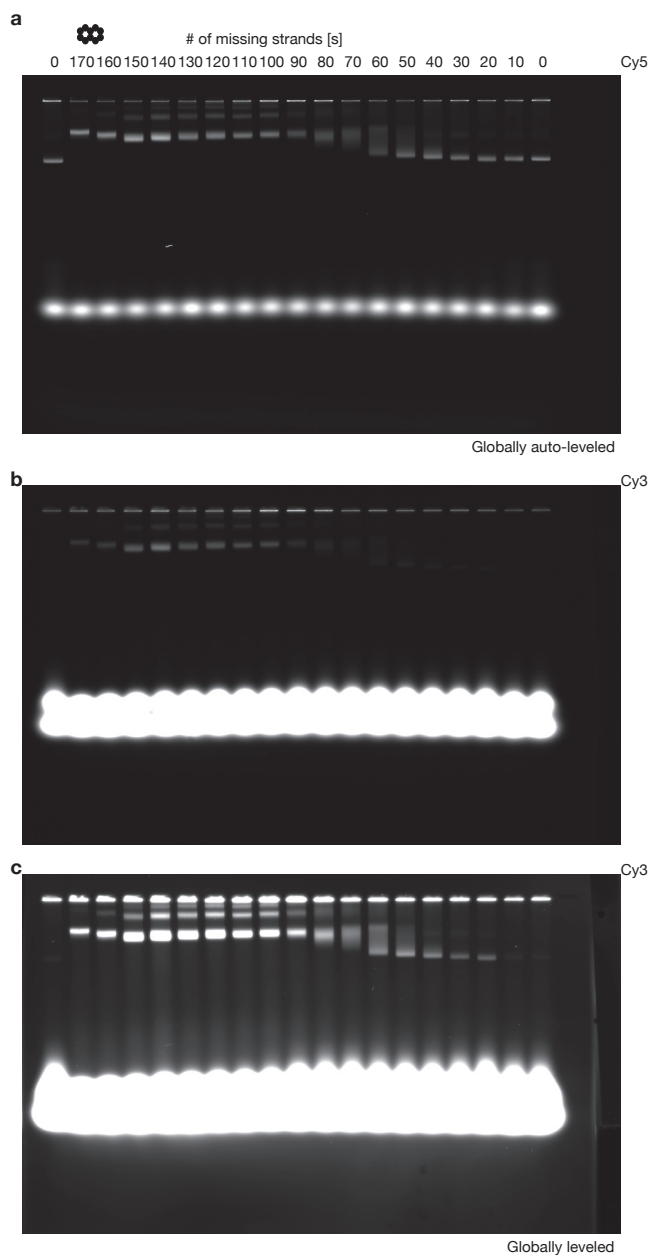 a
# of missing strands [s]
0 170 160 150 140 130 120 110 100 90 80 70 60 50 40 30 20 10 0 Cy5
Globally auto-leveled
b
Cy3
c
Cy3
Globally leveled